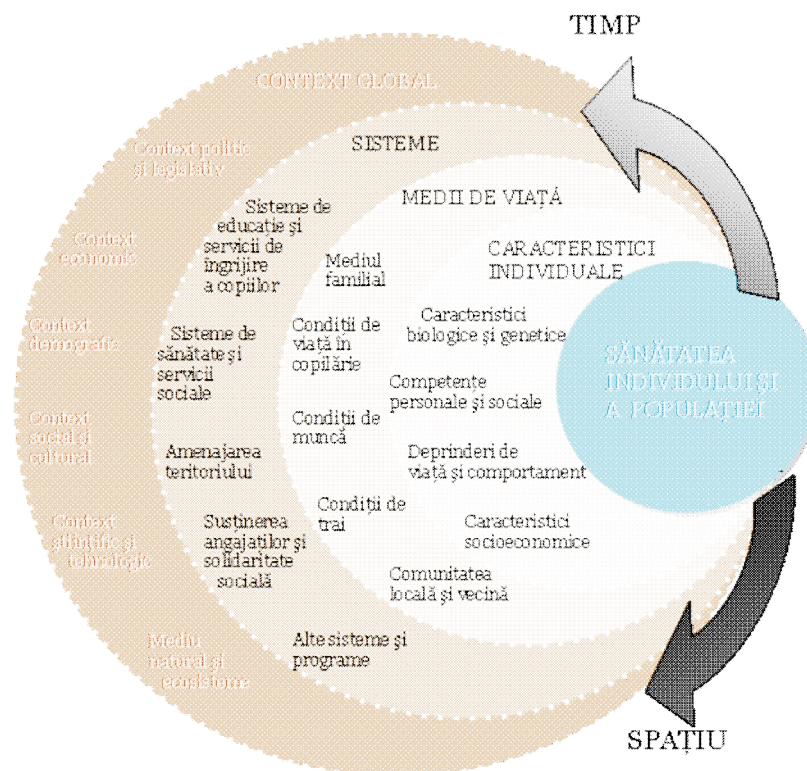 TIMP
CONTEXT GLOBAL
Context politic
și legislativ
Context
economic
Context
demografic
Context
social și
cultural
Context
științific și
tehnologic
Mediu
natural și
ecosisteme
SISTEME
Sisteme de
educație și
servicii de
îngrijire
a copiilor
Sisteme de
sănătate și
servicii
sociale
Amenajarea
teritoriului
Susținerea
angajaților și
solidaritate
socială
Alte sisteme și
programe
MEDII DE VIAȚĂ
Mediul
familial
Condiții de
viață în
copilărie
Condiții de
muncă
Condiții de
trai
Comunitatea
locală și vecină
CARACTERISTICI
INDIVIDUALE
Caracteristici
biologice și genetice
Competențe
personale și sociale
Deprinderi de
viață și comportament
Caracteristici
socioeconomice
SĂNĂTATEA
INDIVIDULUI ȘI
A POPULAȚIEI
SPAȚIU